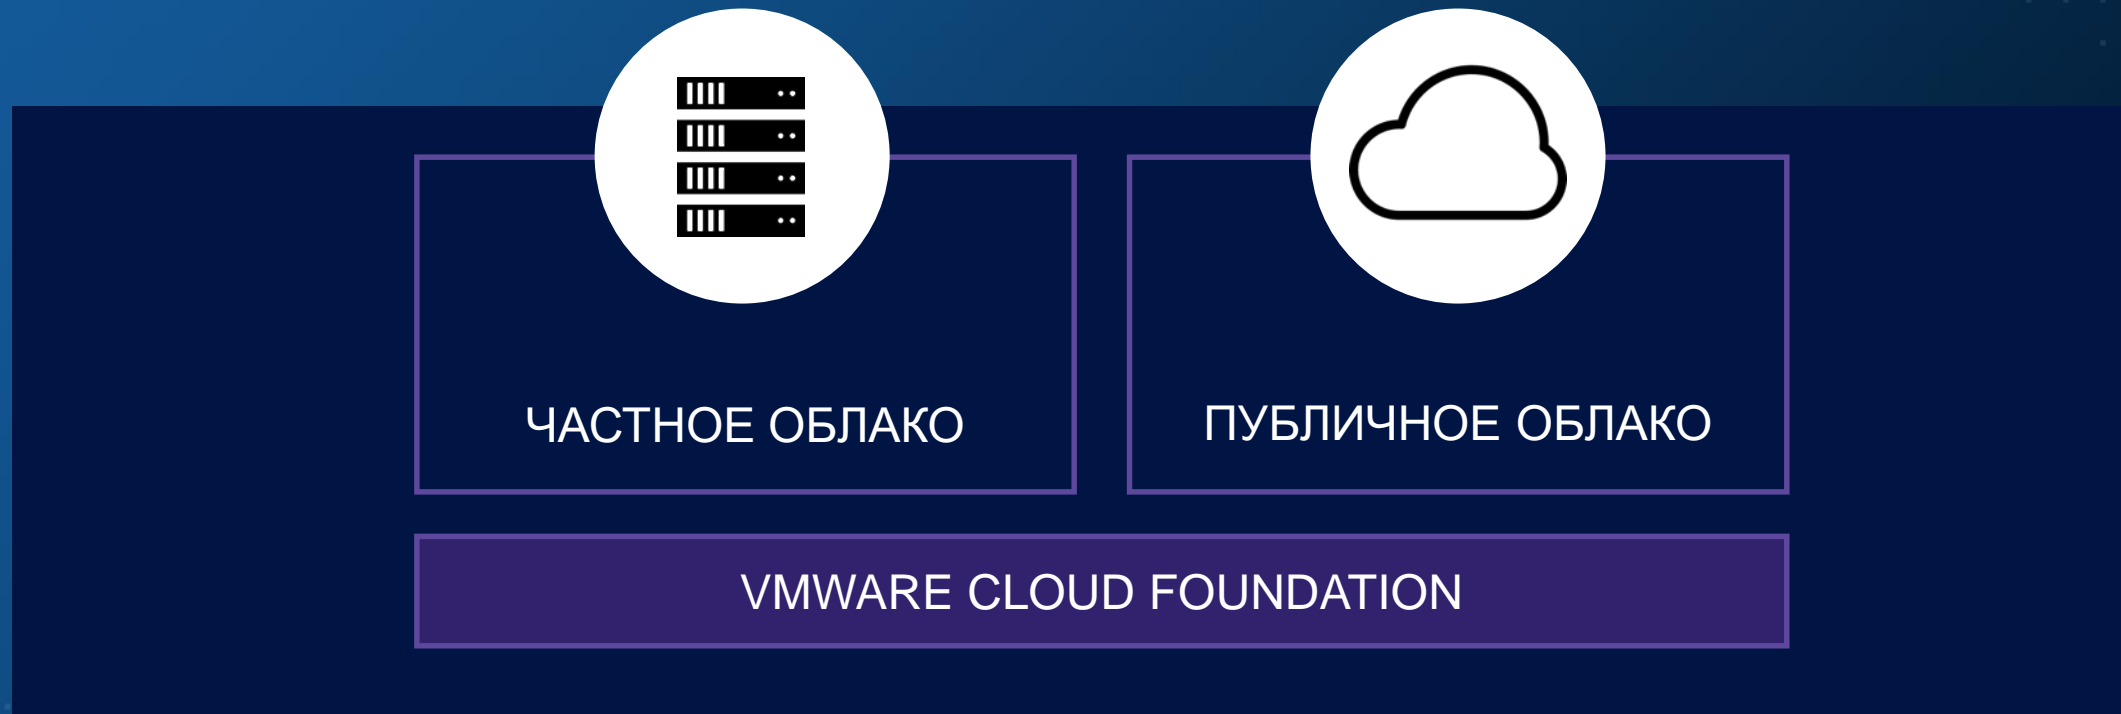 ЧАСТНОЕ ОБЛАКО
ПУБЛИЧНОЕ ОБЛАКО
VMWARE CLOUD FOUNDATION